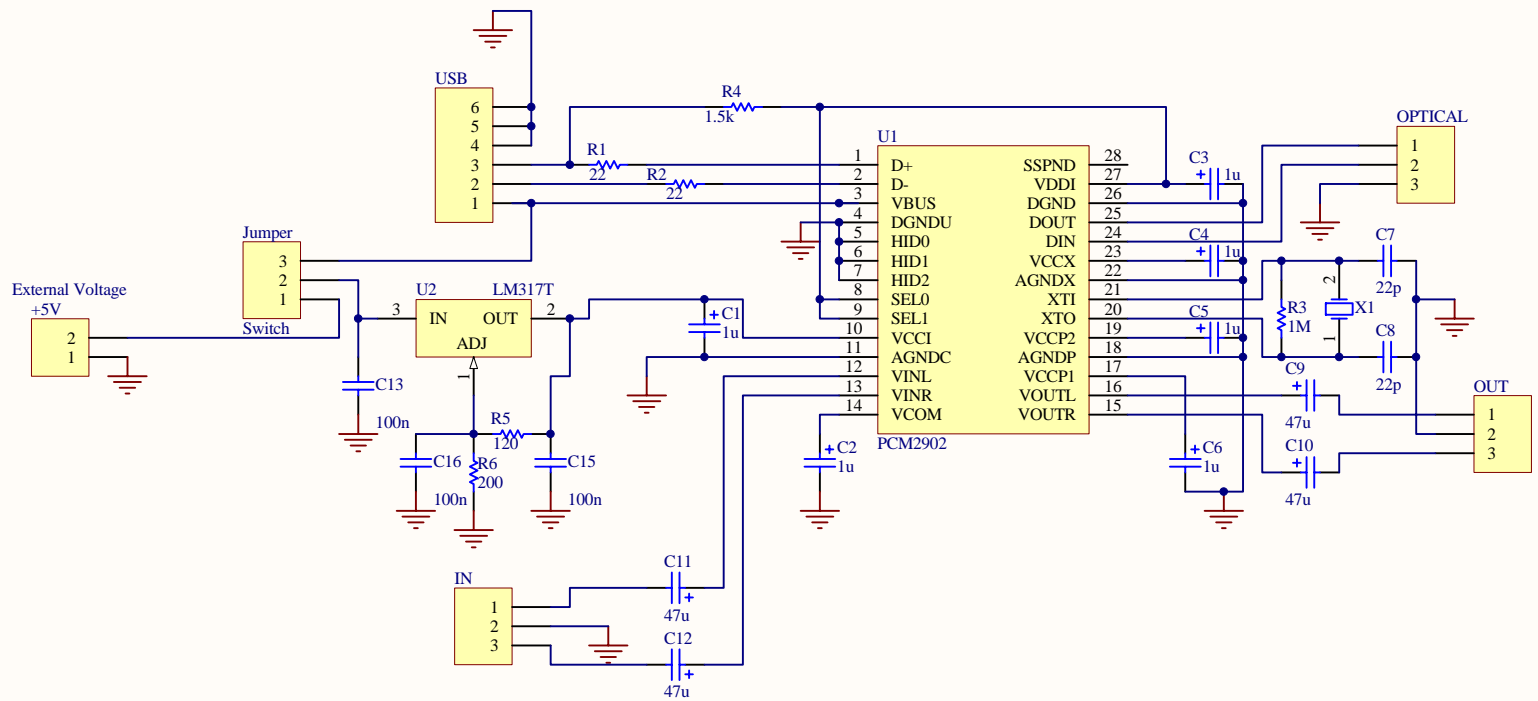 USB
6
5
4
3
2
1
R4
1.5k
R1
22
R2
22
U1
1 D+
2 D-
3 VBUS
4 DGNDU
5 HID0
6 HID1
7 HID2
8 SEL0
9 SEL1
10 VCCI
11 AGNDC
12 VINL
13 VINR
14 VCOM
SSPND 28
VDDI 27
DGND 26
DOUT 25
DIN 24
VCCX 23
AGNDX 22
XTI 21
XTO 20
VCCP2 19
AGNDP 18
VCCP1 17
VOUTL 16
VOUTR 15
PCM2902
C3
+ 1u
C4
+ 1u
C5
+ 1u
+ C6
1u
OPTICAL
1
2
3
C7
22p
R3
1M
2
X1
1
C8
22p
C9
+
47u
C10
+
47u
OUT
1
2
3
Jumper
3
2
1
Switch
External Voltage
+5V
2
1
U2 LM317T
3 IN OUT 2
ADJ
1
+ C1
1u
C13
100n
R5
120
C16
100n
R6
200
C15
100n
+ C2
1u
IN
1
2
3
C11
+
47u
C12
+
47u